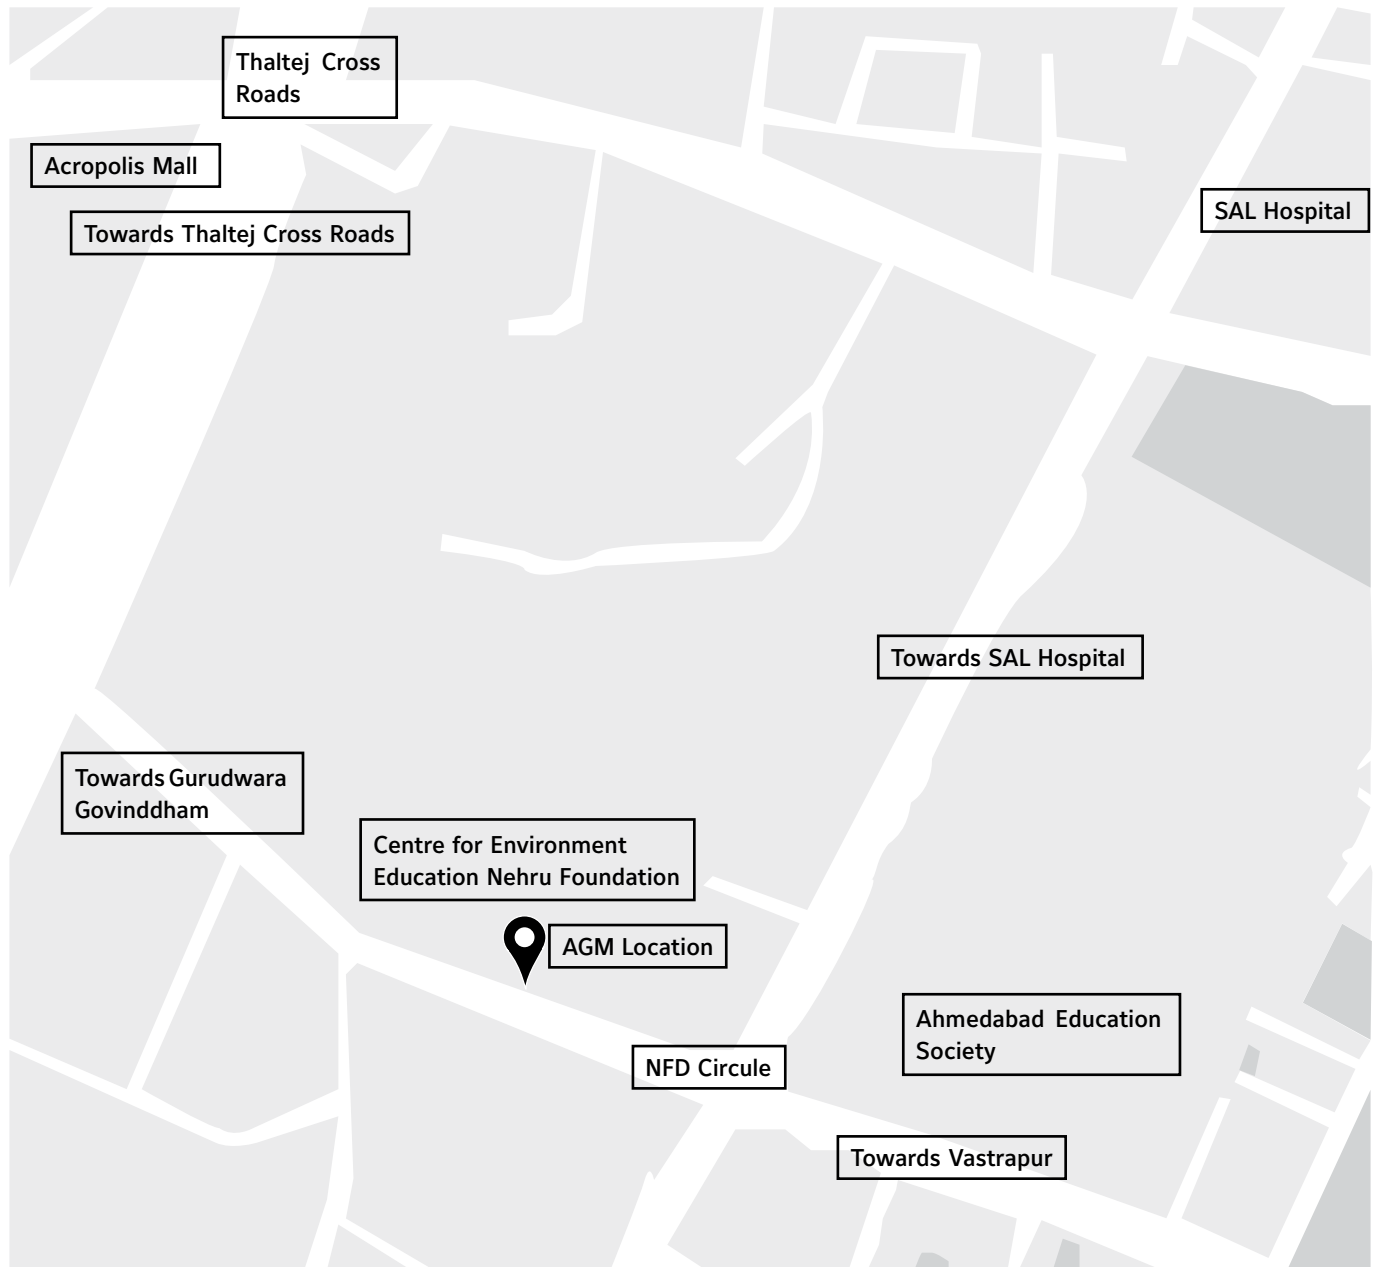 Thaltej Cross
Roads
Acropolis Mall
SAL Hospital
Towards Thaltej Cross Roads
Towards SAL Hospital
Towards Gurudwara
Govinddham
Centre for Environment
Education Nehru Foundation
AGM Location
Ahmedabad Education
Society
NFD Circule
Towards Vastrapur